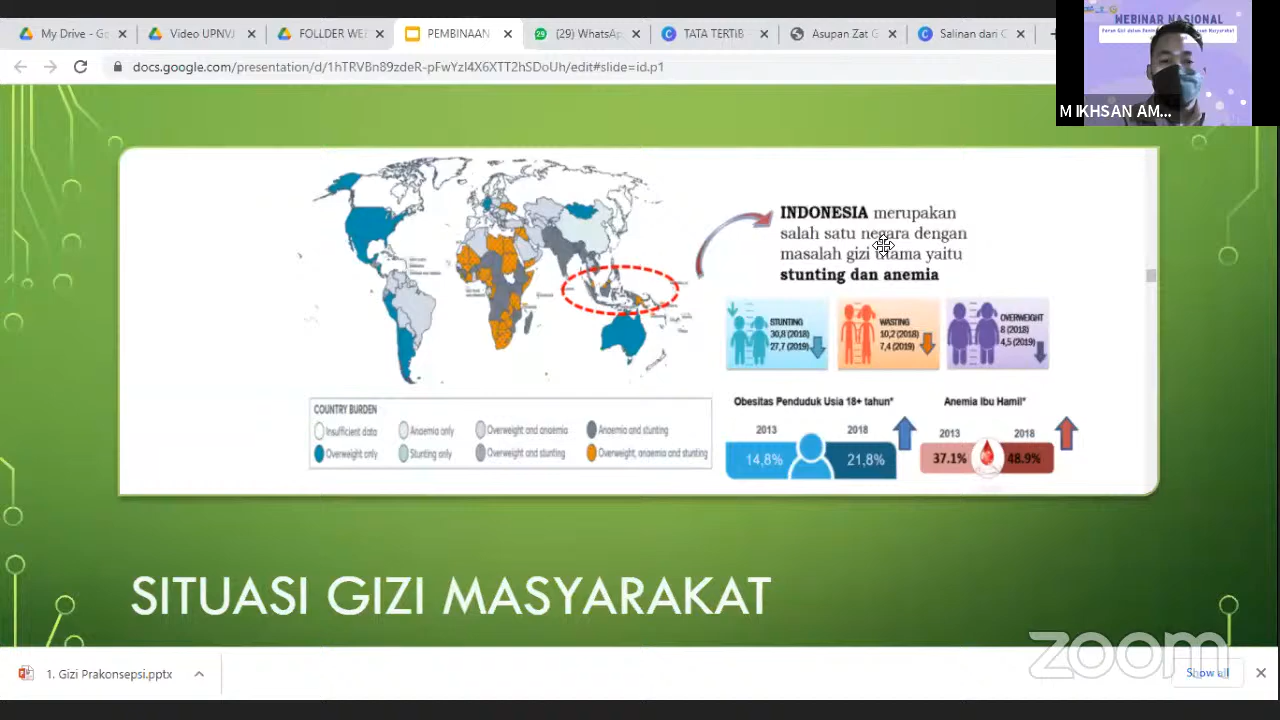 My Drive - Go
Video UPNVJ
FOLLDER WE
PEMBINAAN
(29) WhatsAp
TATA TERTIB
Asupan Zat G
Salinan dari C
docs.google.com/presentation/d/1hTRVBn89zdeR-pFwYzI4X6XTT2hSDoUh/edit#slide=id.p1
WEBINAR NASIONAL
M IKHSAN AM...
INDONESIA merupakan
salah satu negara dengan
masalah gizi utama yaitu
stunting dan anemia
STUNTING
30,8 (2018)
27,7 (2019)
WASTING
10,2 (2018)
7,4 (2019)
OVERWEIGHT
8 (2018)
4,5 (2019)
COUNTRY BURDEN
Insufficient data
Anaemia only
Overweight and anaemia
Anaemia and stunting
Overweight only
Stunting only
Overweight and stunting
Overweight, anaemia and stunting
Obesitas Penduduk Usia 18+ tahun*
2013
2018
14,8%
21,8%
Anemia Ibu Hamil*
2013
2018
37.1%
48.9%
SITUASI GIZI MASYARAKAT
zoom
1. Gizi Prakonsepsi.pptx
Show all